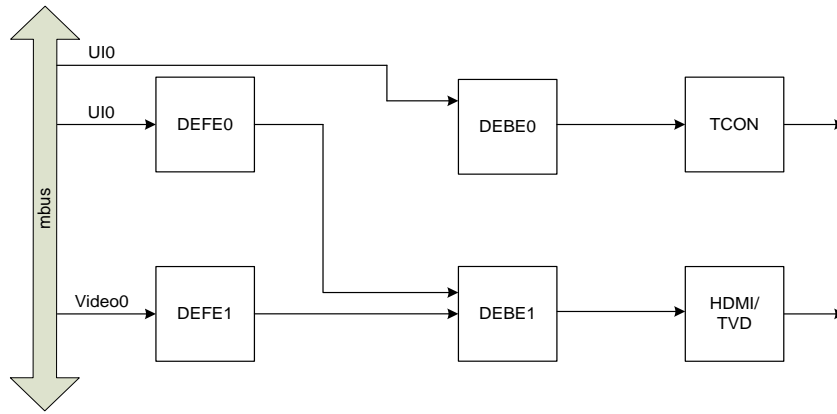 UI0
UI0
DEFE0
DEBE0
TCON
mbus
Video0
DEFE1
DEBE1
HDMI/
TVD